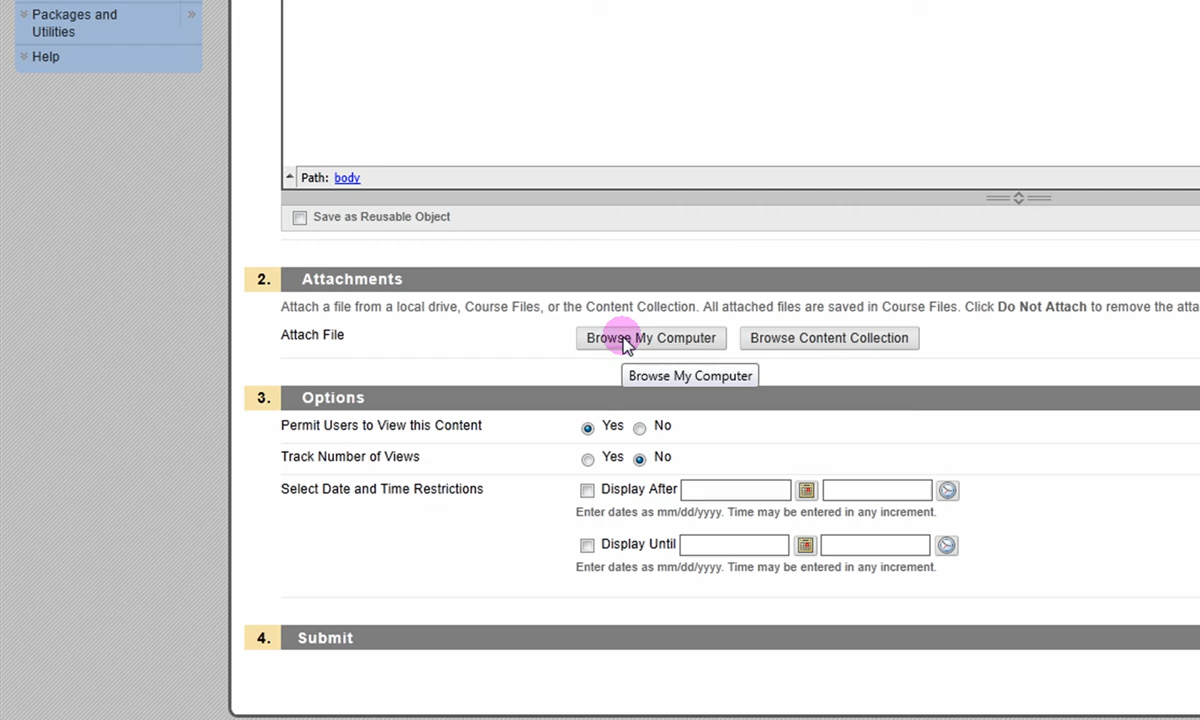 Packages and
Utilities
Help
Path: body
Save as Reusable Object
2. Attachments
Attach a file from a local drive, Course Files, or the Content Collection. All attached files are saved in Course Files. Click Do Not Attach to remove the atta
Attach File Browse My Computer Browse Content Collection
Browse My Computer
3. Options
Permit Users to View this Content Yes No
Track Number of Views Yes No
Select Date and Time Restrictions Display After
Enter dates as mm/dd/yyyy. Time may be entered in any increment.
Display Until
Enter dates as mm/dd/yyyy. Time may be entered in any increment.
4. Submit